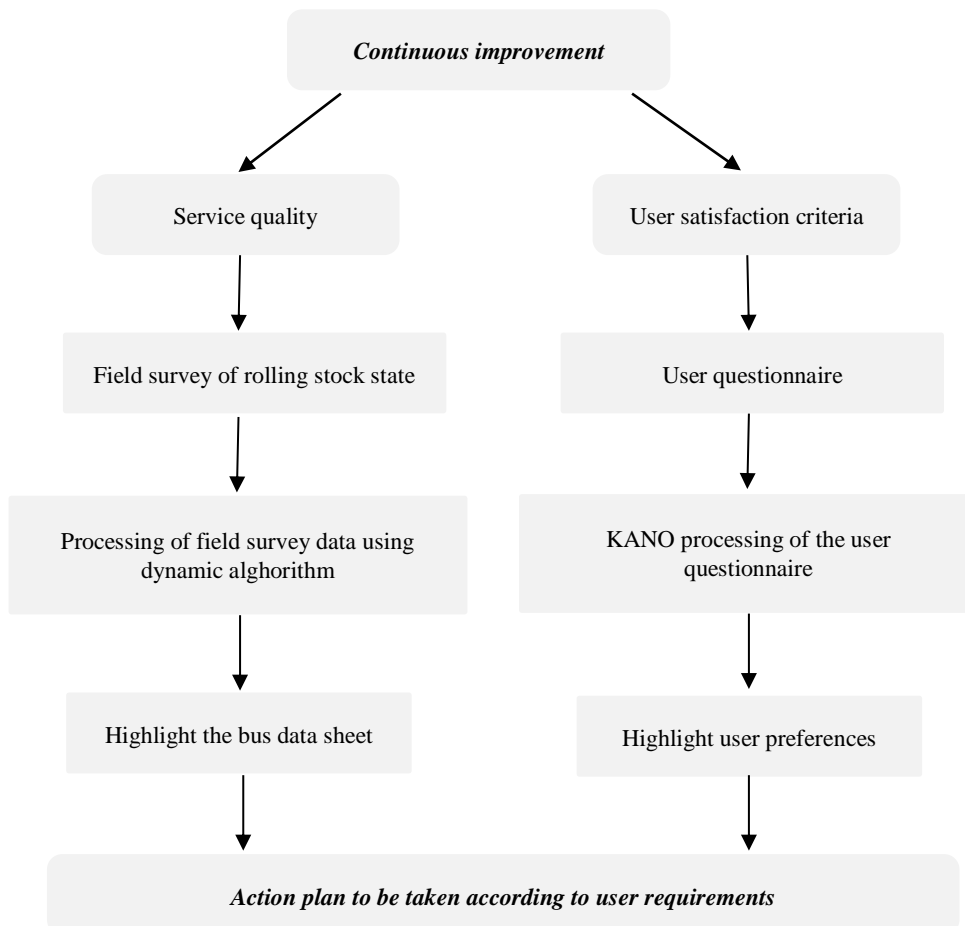 Continuous improvement
Service quality
User satisfaction criteria
Field survey of rolling stock state
User questionnaire
Processing of field survey data using
dynamic alghorithm
KANO processing of the user
questionnaire
Highlight the bus data sheet
Highlight user preferences
Action plan to be taken according to user requirements